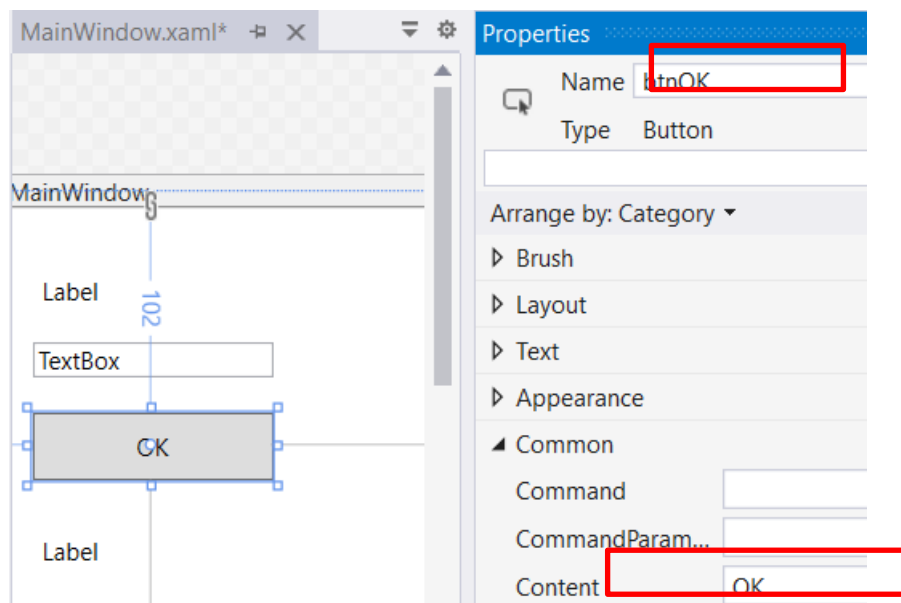 MainWindow.xaml*
MainWindow
Label
102
TextBox
OK
Label
Properties
Name btnOK
Type Button
Arrange by: Category
Brush
Layout
Text
Appearance
Common
Command
CommandParam...
Content OK